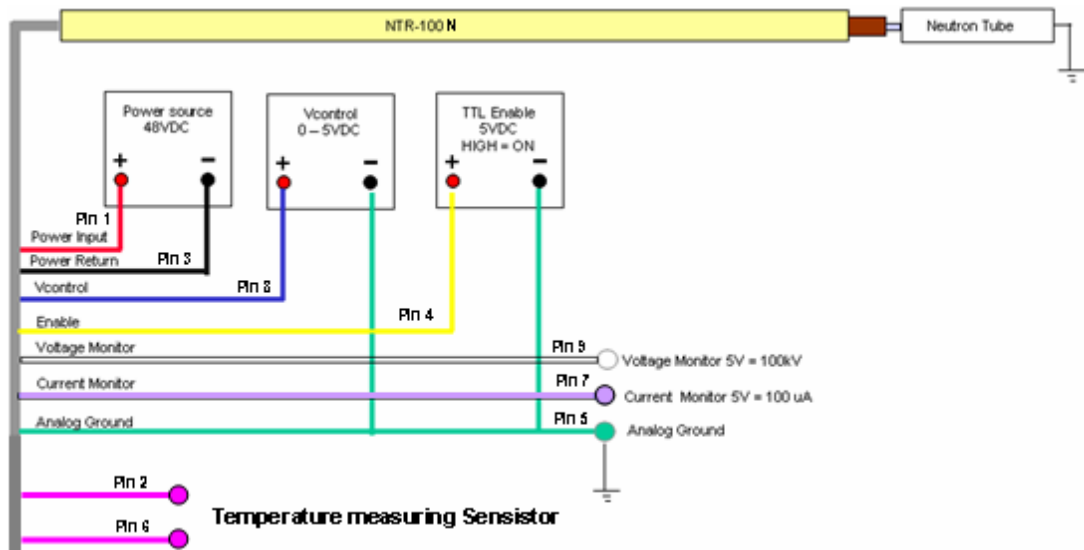 NTR-100 N
Neutron Tube
Power source
48VDC
+ −
Vcontrol
0 – 5VDC
+ −
TTL Enable
5VDC
HIGH = ON
+ −
Pin 1
Power Input
Power Return
Pin 3
Vcontrol
Pin 8
Enable
Pin 4
Voltage Monitor
Pin 9
Voltage Monitor 5V = 100kV
Current Monitor
Pin 7
Current Monitor 5V = 100 uA
Analog Ground
Pin 5
Analog Ground
Pin 2
Temperature measuring Sensistor
Pin 6